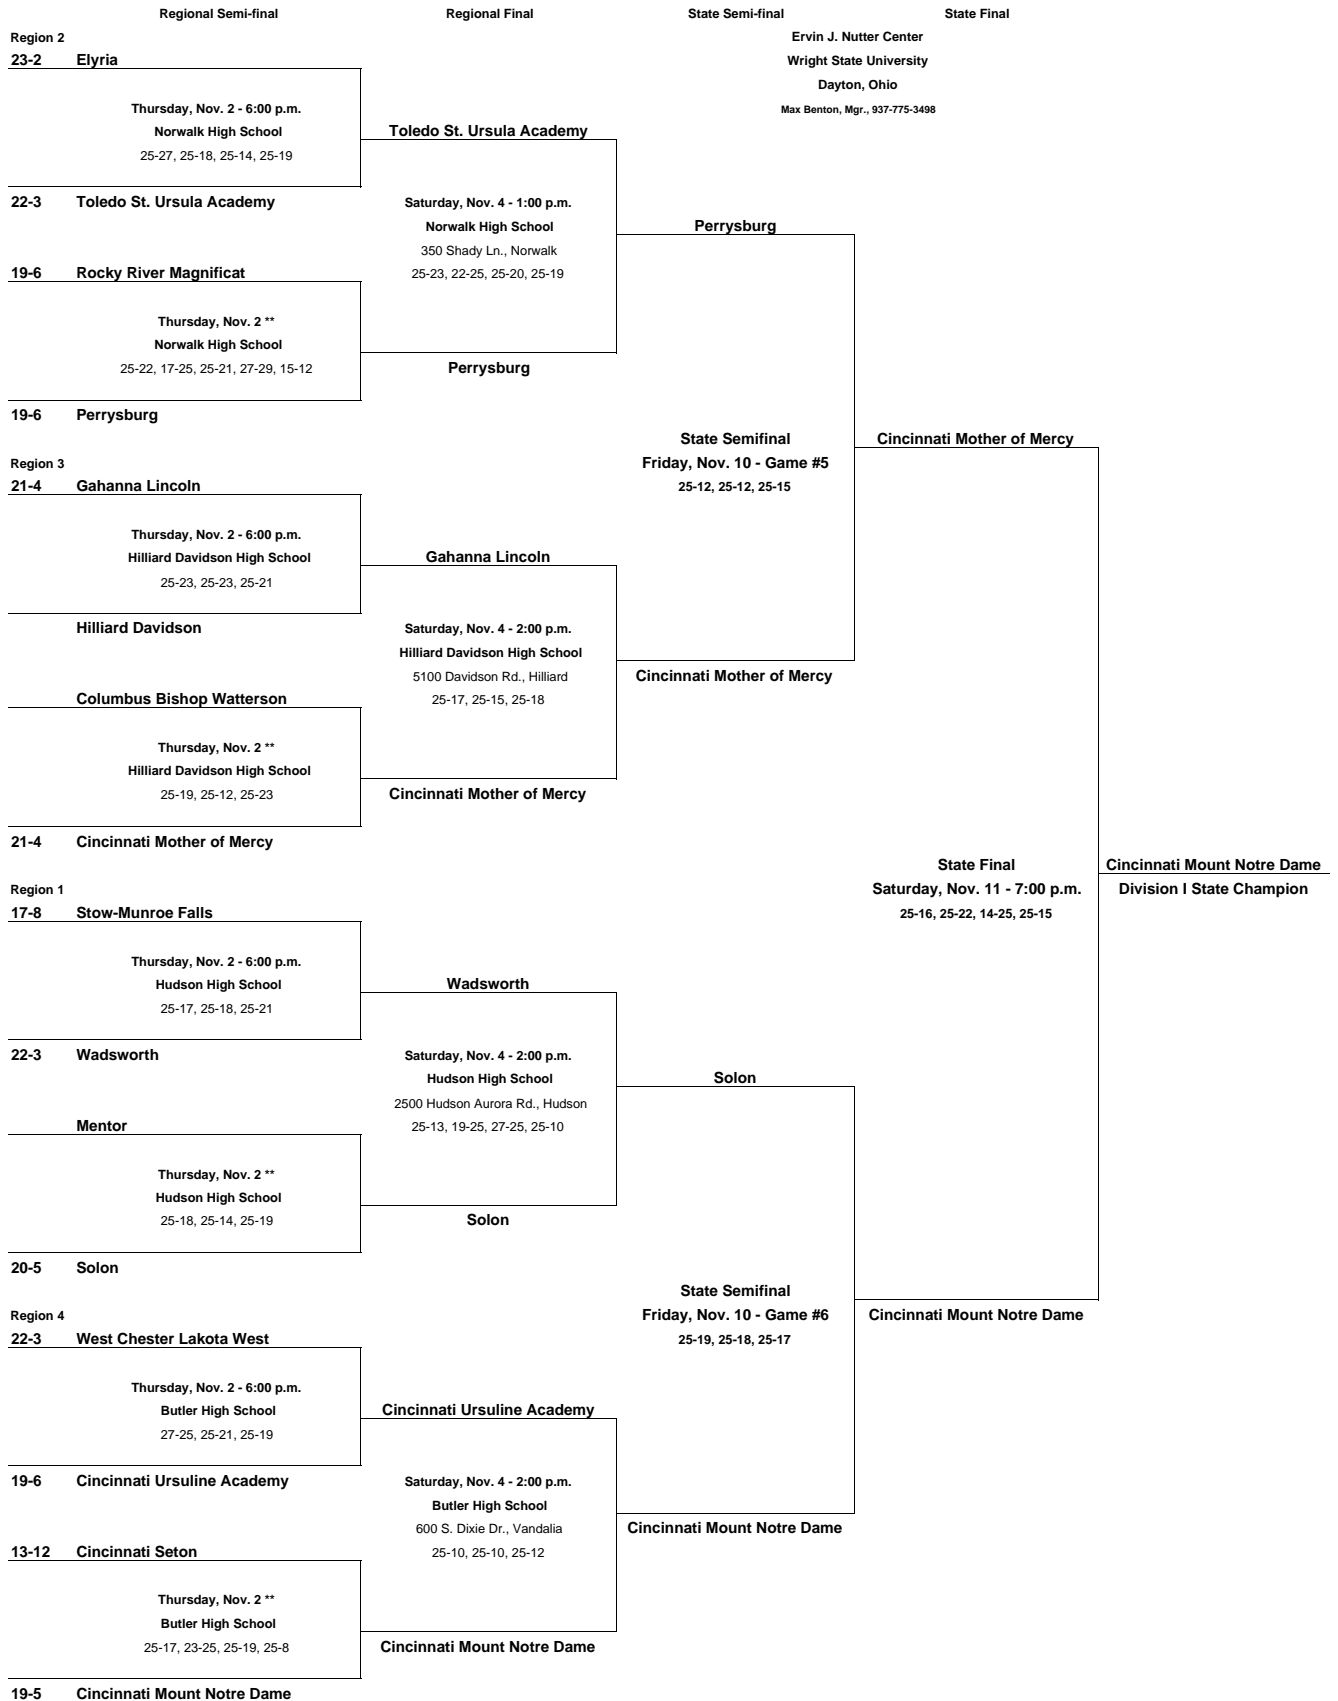 Regional Semi-final Regional Final State Semi-final State Final
Region 2
Ervin J. Nutter Center
23-2 Elyria
Wright State University
Dayton, Ohio
Max Benton, Mgr., 937-775-3498
Thursday, Nov. 2 - 6:00 p.m.
Norwalk High School
25-27, 25-18, 25-14, 25-19
Toledo St. Ursula Academy
22-3 Toledo St. Ursula Academy
Saturday, Nov. 4 - 1:00 p.m.
Norwalk High School
350 Shady Ln., Norwalk
25-23, 22-25, 25-20, 25-19
Perrysburg
19-6 Rocky River Magnificat
Thursday, Nov. 2 **
Norwalk High School
25-22, 17-25, 25-21, 27-29, 15-12
Perrysburg
19-6 Perrysburg
State Semifinal
Friday, Nov. 10 - Game #5
25-12, 25-12, 25-15
Cincinnati Mother of Mercy
Region 3
21-4 Gahanna Lincoln
Thursday, Nov. 2 - 6:00 p.m.
Hilliard Davidson High School
25-23, 25-23, 25-21
Gahanna Lincoln
Hilliard Davidson
Saturday, Nov. 4 - 2:00 p.m.
Hilliard Davidson High School
5100 Davidson Rd., Hilliard
25-17, 25-15, 25-18
Cincinnati Mother of Mercy
Columbus Bishop Watterson
Thursday, Nov. 2 **
Hilliard Davidson High School
25-19, 25-12, 25-23
Cincinnati Mother of Mercy
21-4 Cincinnati Mother of Mercy
State Final
Saturday, Nov. 11 - 7:00 p.m.
25-16, 25-22, 14-25, 25-15
Cincinnati Mount Notre Dame
Division I State Champion
Region 1
17-8 Stow-Munroe Falls
Thursday, Nov. 2 - 6:00 p.m.
Hudson High School
25-17, 25-18, 25-21
Wadsworth
22-3 Wadsworth
Saturday, Nov. 4 - 2:00 p.m.
Hudson High School
2500 Hudson Aurora Rd., Hudson
25-13, 19-25, 27-25, 25-10
Solon
Mentor
Thursday, Nov. 2 **
Hudson High School
25-18, 25-14, 25-19
Solon
20-5 Solon
State Semifinal
Friday, Nov. 10 - Game #6
25-19, 25-18, 25-17
Cincinnati Mount Notre Dame
Region 4
22-3 West Chester Lakota West
Thursday, Nov. 2 - 6:00 p.m.
Butler High School
27-25, 25-21, 25-19
Cincinnati Ursuline Academy
19-6 Cincinnati Ursuline Academy
Saturday, Nov. 4 - 2:00 p.m.
Butler High School
600 S. Dixie Dr., Vandalia
25-10, 25-10, 25-12
Cincinnati Mount Notre Dame
13-12 Cincinnati Seton
Thursday, Nov. 2 **
Butler High School
25-17, 23-25, 25-19, 25-8
Cincinnati Mount Notre Dame
19-5 Cincinnati Mount Notre Dame